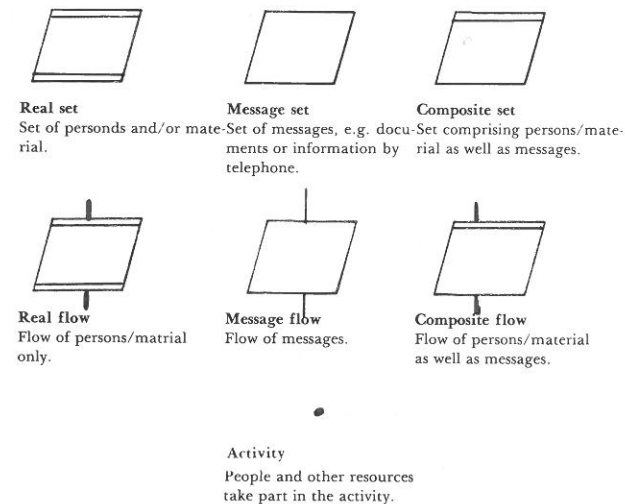 Real set
Set of personds and/or mate-
rial.
Message set
Set of messages, e.g. docu-
ments or information by
telephone.
Composite set
Set comprising persons/mate-
rial as well as messages.
Real flow
Flow of persons/matrial
only.
Message flow
Flow of messages.
Composite flow
Flow of persons/material
as well as messages.
Activity
People and other resources
take part in the activity.